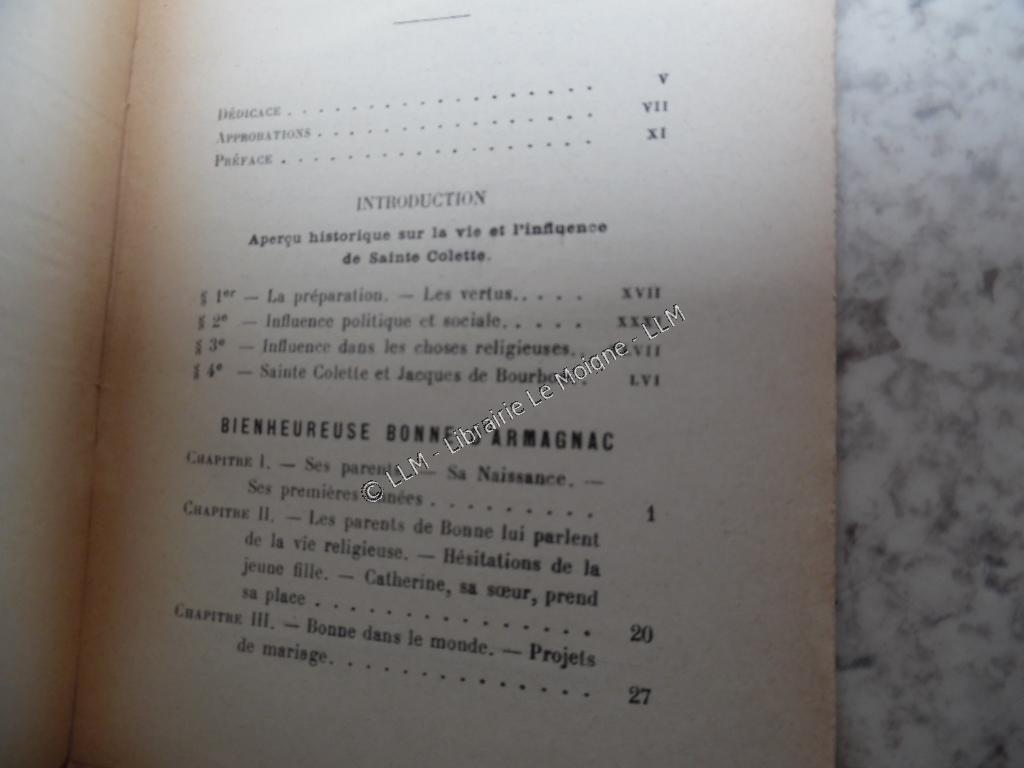 DÉDICACE . . . . . . . . . . . . . . . . . V
APPROBATIONS . . . . . . . . . . . . . . . . VII
PRÉFACE . . . . . . . . . . . . . . . . . . XI
INTRODUCTION
Aperçu historique sur la vie et l'influence
de Sainte Colette.
§ 1er — La préparation. — Les vertus. . . . . XVII
§ 2e — Influence politique et sociale. . . . .
§ 3e — Influence dans les choses religieuses.
§ 4e — Sainte Colette et Jacques de LVI
BIENHEUREUSE BONNE D'ARMAGNAC
CHAPITRE I. — Ses parents. — Sa Naissance. —
Ses premières années . . . . . . . . . 1
CHAPITRE II. — Les parents de Bonne lui parlent
de la vie religieuse. — Hésitations de la
jeune fille. — Catherine, sa sœur, prend
sa place . . . . . . . . . . . . . . . 20
CHAPITRE III. — Bonne dans le monde. — Projets
de mariage. . . . . . . . . . . . . . 27
© LLM - Librairie Le Moigne - LLM